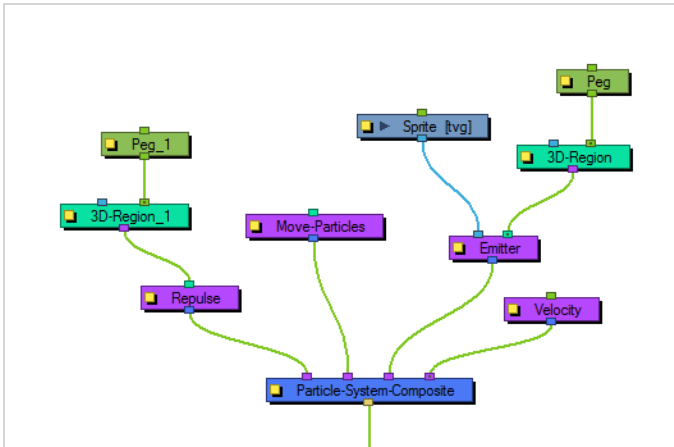 Peg
Peg_1
Sprite [tvg]
3D-Region
3D-Region_1
Move-Particles
Emitter
Repulse
Velocity
Particle-System-Composite